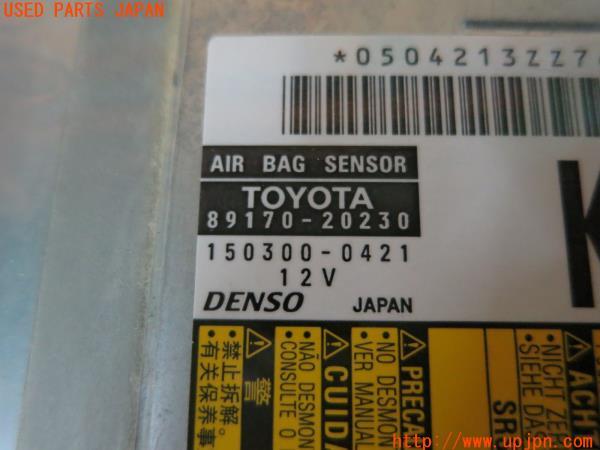 USED PARTS JAPAN
*0504213ZZ7
AIR BAG SENSOR
TOYOTA
89170-20230
150300-0421
12V
DENSO JAPAN
警
・禁止拆解。
・有关保养事
CUIDA
・NÃO DESMON
CONSULTE O
PRECA
・NO DESMON
VER MANUAL
SR
ACHT
・NICHT ZE
・SIEHE DAS
http://www.upjpn.com/